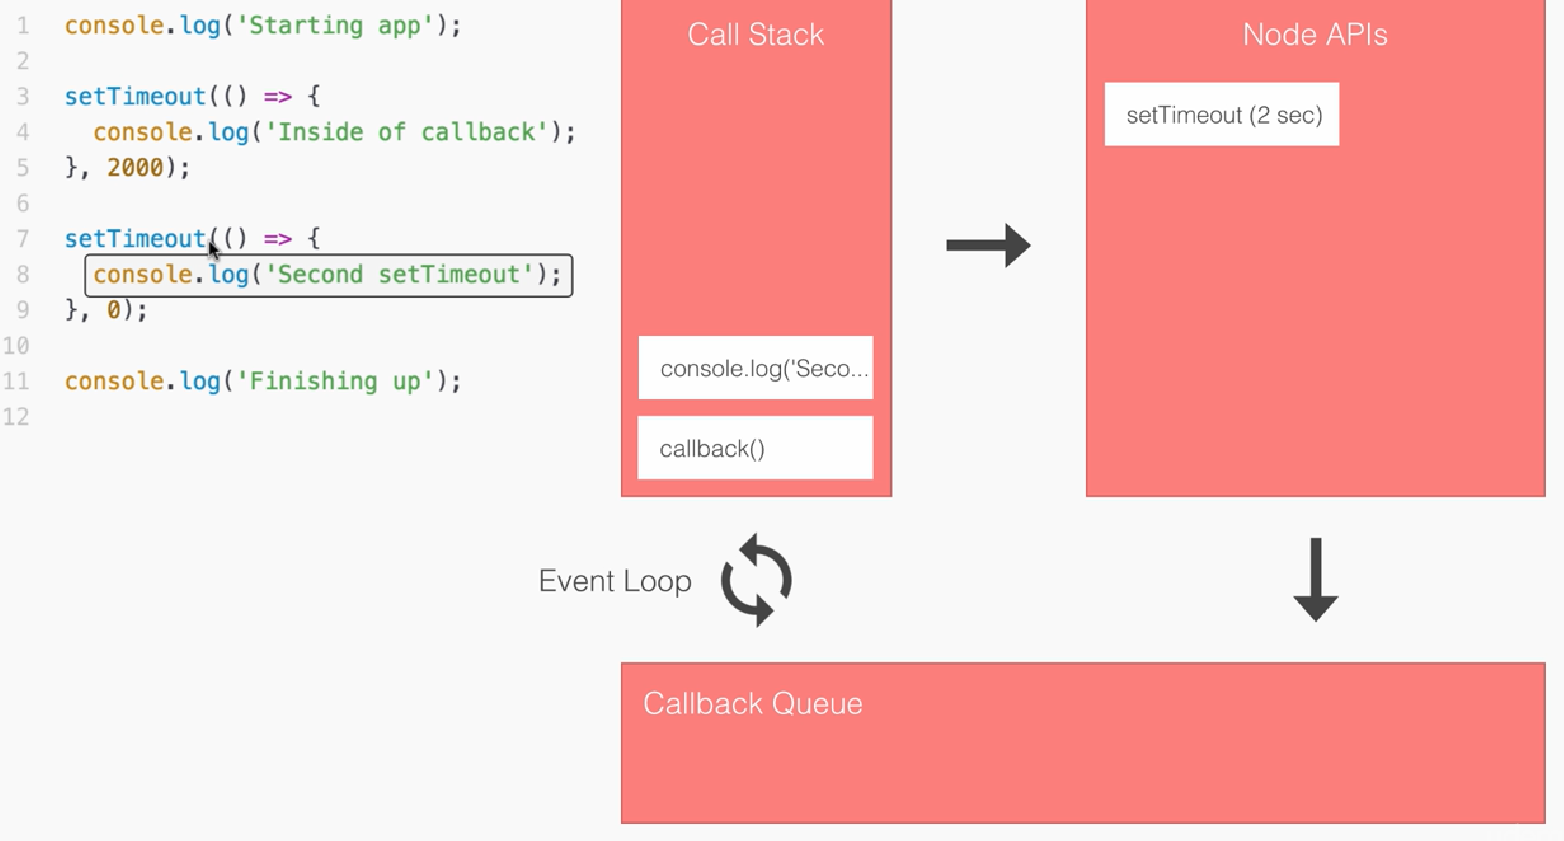 1 console.log('Starting app');
2
3 setTimeout(() => {
4   console.log('Inside of callback');
5 }, 2000);
6
7 setTimeout(() => {
8   console.log('Second setTimeout');
9 }, 0);
10
11 console.log('Finishing up');
12
Call Stack
console.log('Seco...
callback()
Node APIs
setTimeout (2 sec)
Event Loop
Callback Queue